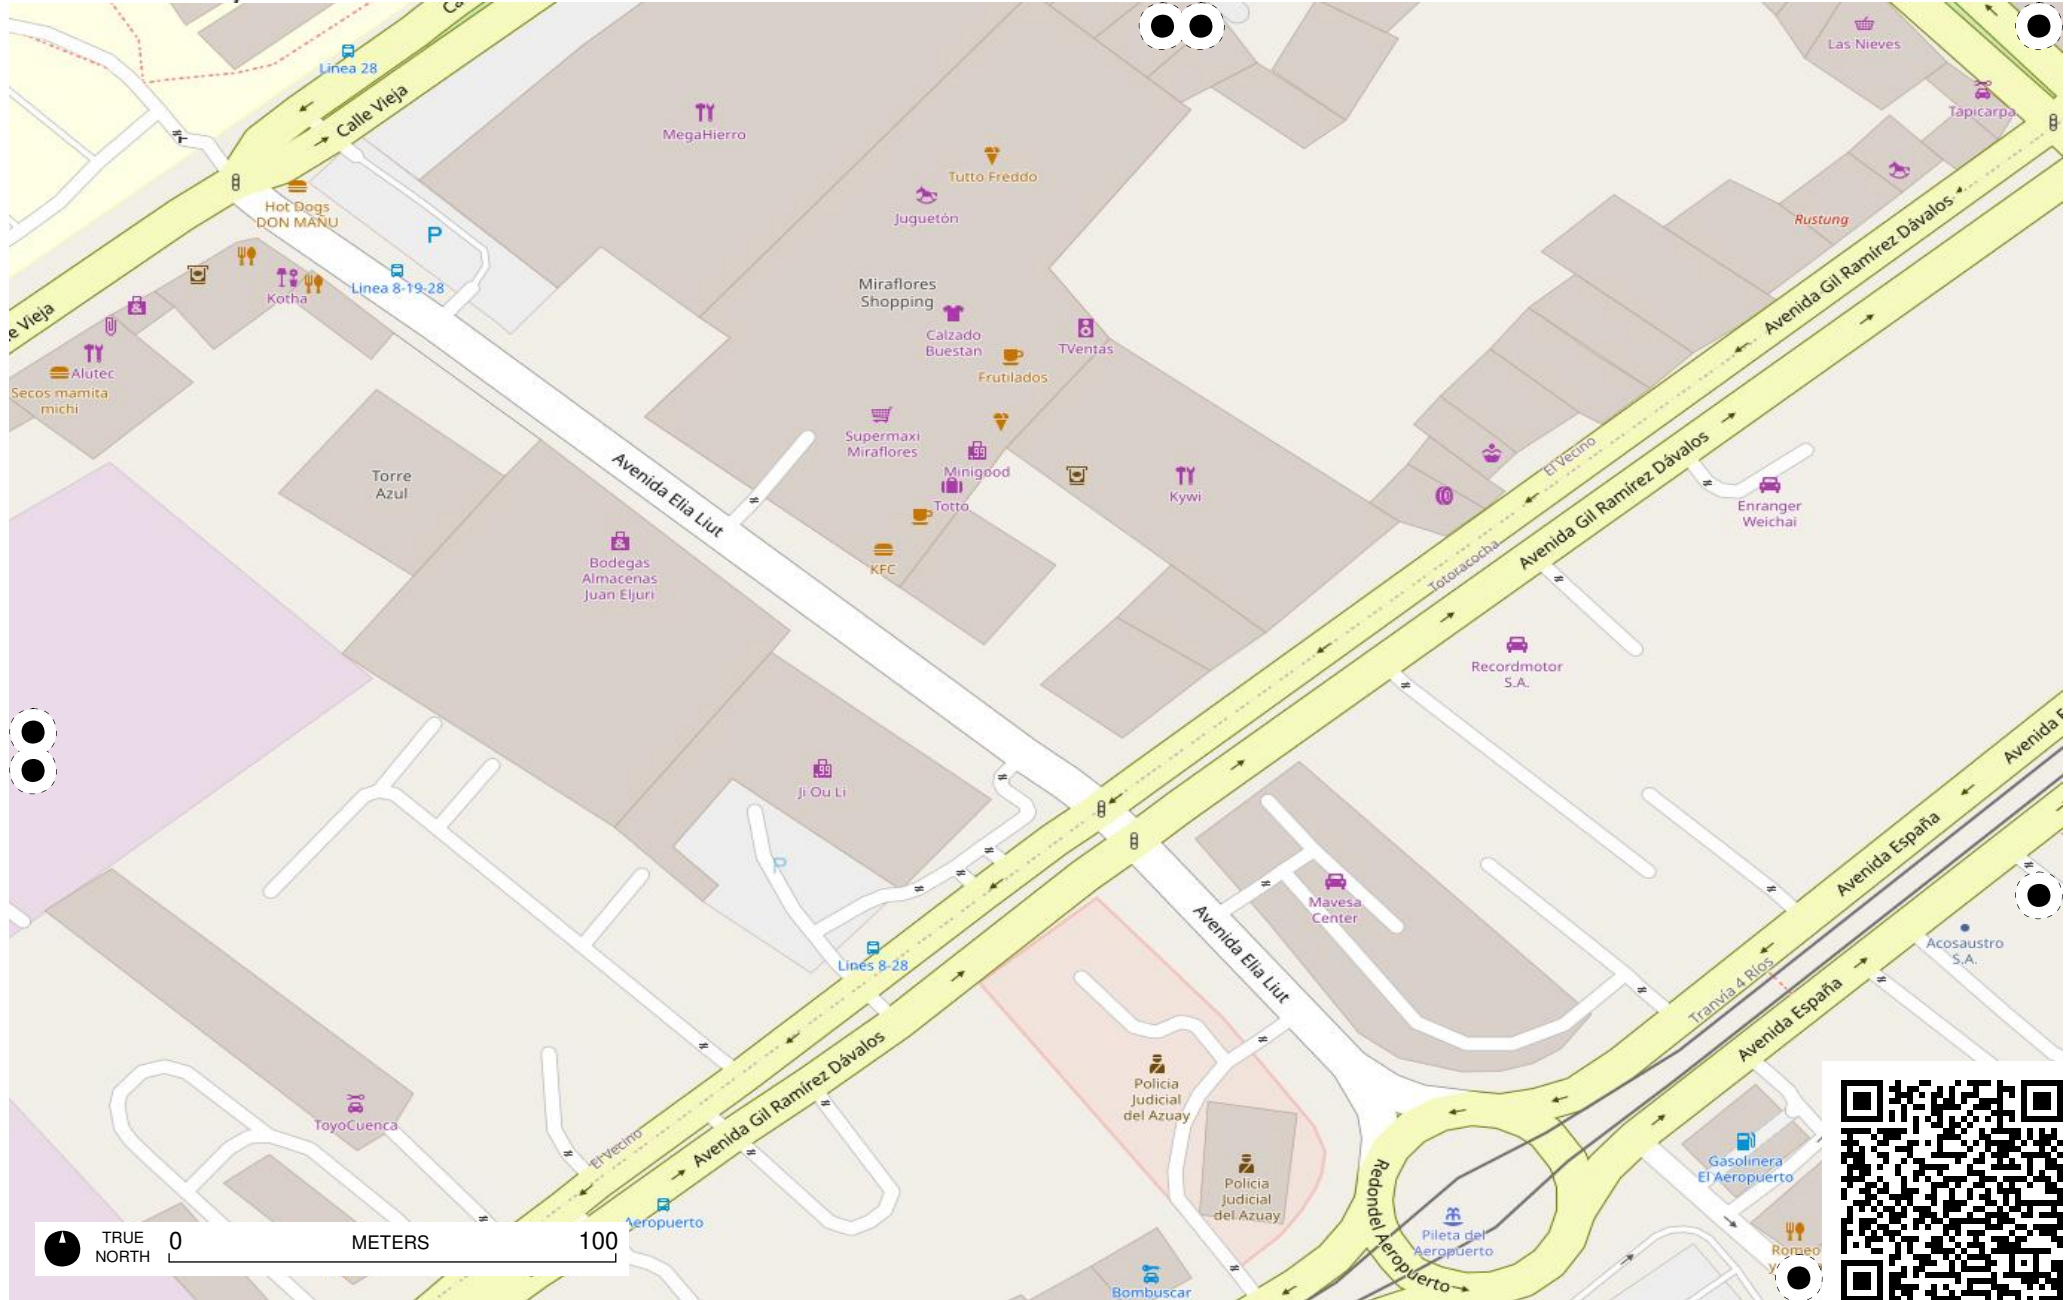 Linea 28
Calle Vieja
Las Nieves
Tapicarpa
MegaHierro
Tutto Freddo
Juguetón
Hot Dogs
DON MAÑU
Rustung
Avenida Gil Ramírez Dávalos
Linea 8-19-28
Kotha
Miraflores
Shopping
Calzado
Buestan
TVentas
Frutilados
Alutec
Secos mamita
michi
Supermaxi
Miraflores
Minigood
Totto
Kywi
KFC
Torre
Azul
Avenida Elia Liut
El Vecino
Avenida Gil Ramírez Dávalos
Totoracocha
Enranger
Weichai
Bodegas
Almacenas
Juan Eljuri
Recordmotor
S.A.
Ji Ou Li
Avenida España
Mavesa
Center
Avenida Elia Liut
Acosaustro
S.A.
Lines 8-28
Tranvía 4 Ríos
Avenida España
Avenida Gil Ramírez Dávalos
El Vecino
Policia
Judicial
del Azuay
ToyoCuenca
Policia
Judicial
del Azuay
Gasolinera
El Aeropuerto
Redondel Aeropuerto
Pileta del
Aeropuerto
Aeropuerto
Romeo
Bombuscar
TRUE
NORTH
0 METERS 100